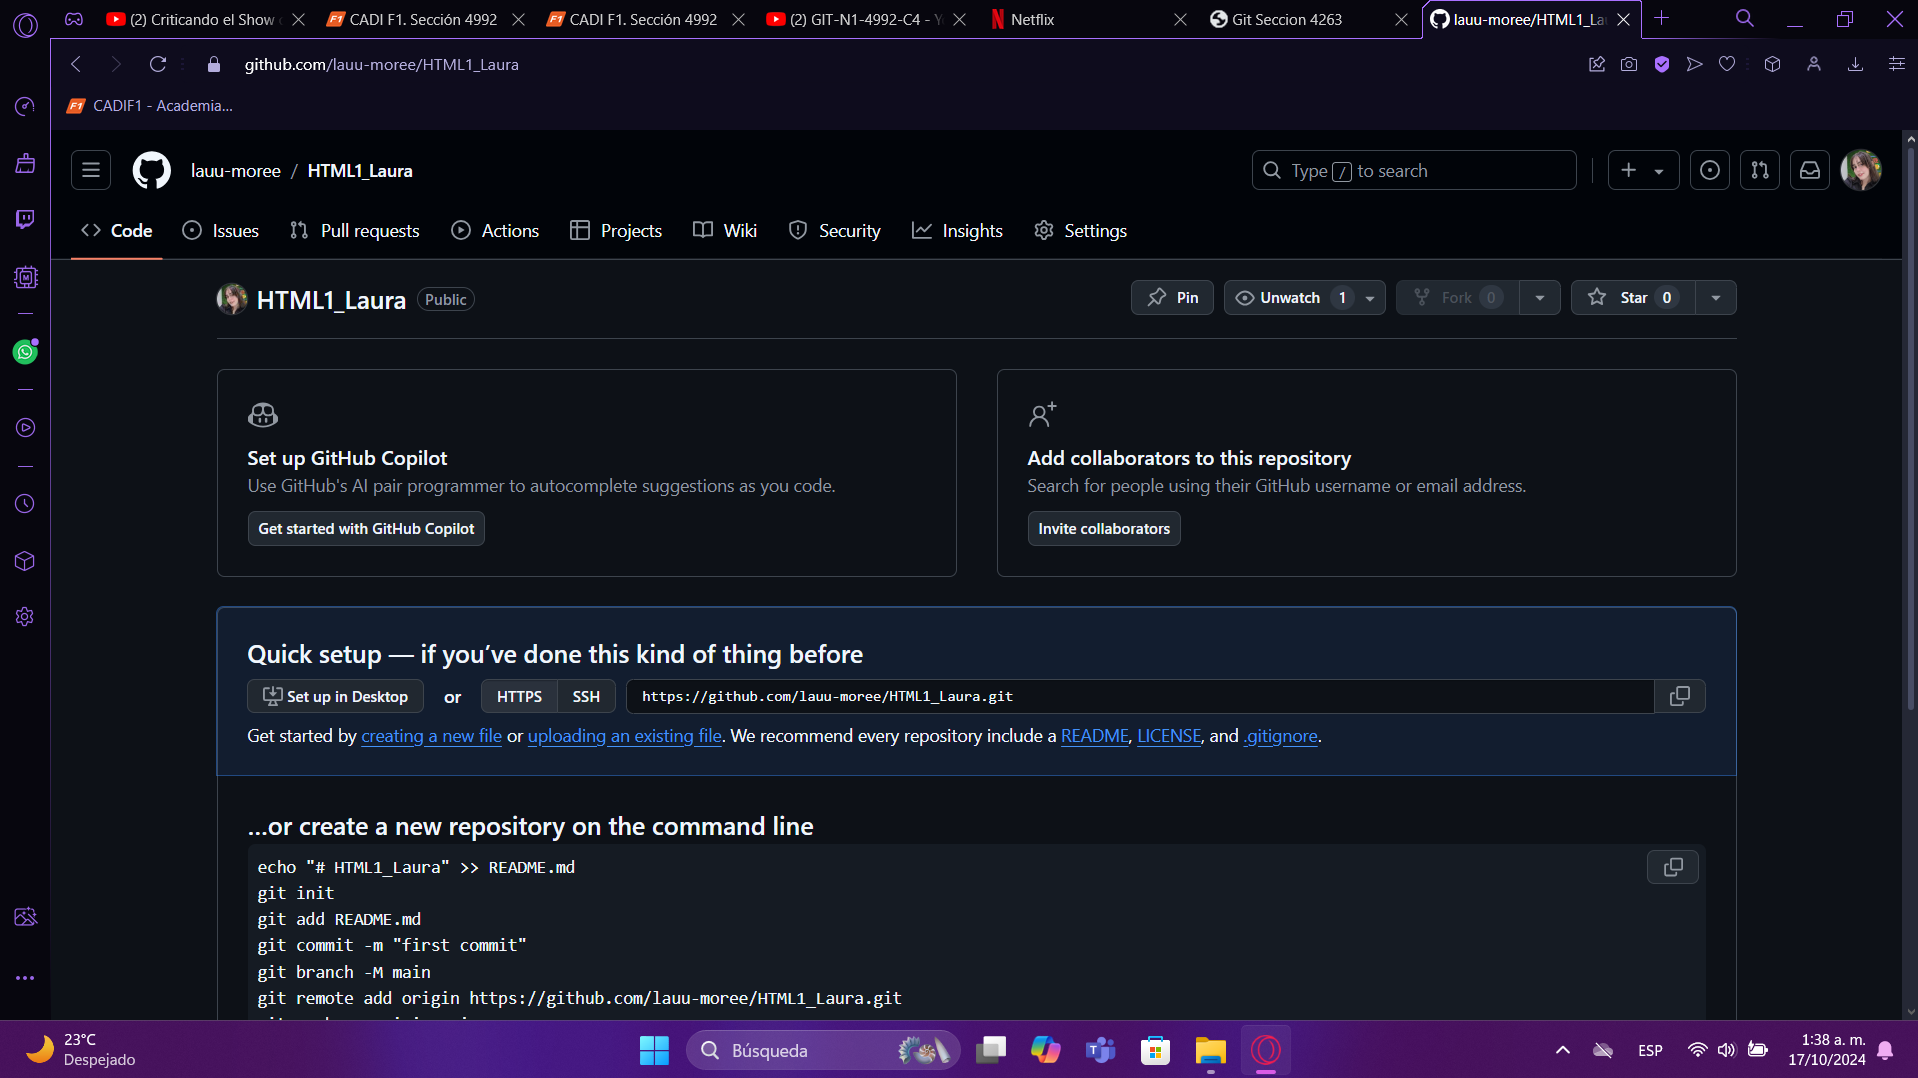 (2) Criticando el Show
CADI F1. Sección 4992
CADI F1. Sección 4992
(2) GIT-N1-4992-C4 - Y
Netflix
Git Seccion 4263
lauu-moree/HTML1_La
github.com/lauu-moree/HTML1_Laura
CADIF1 - Academia...
lauu-moree / HTML1_Laura
Type / to search
Code Issues Pull requests Actions Projects Wiki Security Insights Settings
HTML1_Laura Public
Pin Unwatch 1 Fork 0 Star 0
Set up GitHub Copilot
Use GitHub's AI pair programmer to autocomplete suggestions as you code.
Get started with GitHub Copilot
Add collaborators to this repository
Search for people using their GitHub username or email address.
Invite collaborators
Quick setup — if you’ve done this kind of thing before
Set up in Desktop or HTTPS SSH https://github.com/lauu-moree/HTML1_Laura.git
Get started by creating a new file or uploading an existing file. We recommend every repository include a README, LICENSE, and .gitignore.
…or create a new repository on the command line
echo "# HTML1_Laura" >> README.md
git init
git add README.md
git commit -m "first commit"
git branch -M main
git remote add origin https://github.com/lauu-moree/HTML1_Laura.git
23°C
Despejado
Búsqueda
ESP
1:38 a. m.
17/10/2024